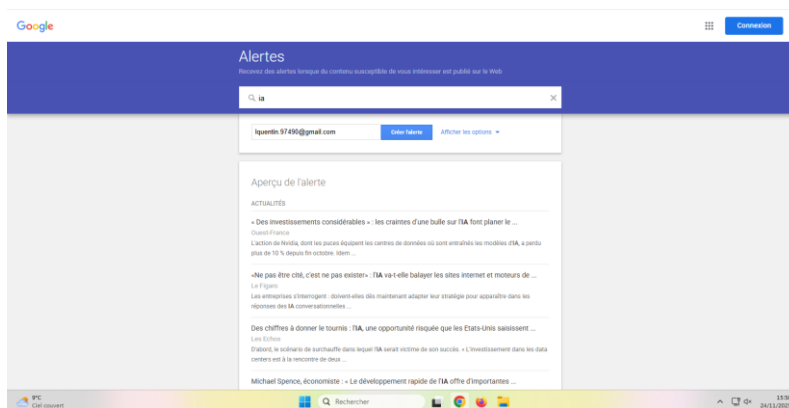 Google
Connexion
Alertes
Recevez des alertes lorsque du contenu susceptible de vous intéresser est publié sur le Web
ia
lquentin.97490@gmail.com
Créer l'alerte
Afficher les options
Aperçu de l'alerte
ACTUALITÉS
« Des investissements considérables » : les craintes d'une bulle sur l'IA font planer le ...
Ouest-France
L'action de Nvidia, dont les puces équipent les centres de données où sont entraînés les modèles d'IA, a perdu
plus de 10 % depuis fin octobre. Idem ...
«Ne pas être cité, c'est ne pas exister» : l'IA va-t-elle balayer les sites internet et moteurs de ...
Le Figaro
Les entreprises s'interrogent : doivent-elles dès maintenant adapter leur stratégie pour apparaître dans les
réponses des IA conversationnelles ...
Des chiffres à donner le tournis : l'IA, une opportunité risquée que les Etats-Unis saisissent ...
Les Echos
D'abord, le scénario de surchauffe dans lequel l'IA serait victime de son succès. « L'investissement dans les data
centers est à la rencontre de deux ...
Michael Spence, économiste : « Le développement rapide de l'IA offre d'importantes ...
9°C
Ciel couvert
Rechercher